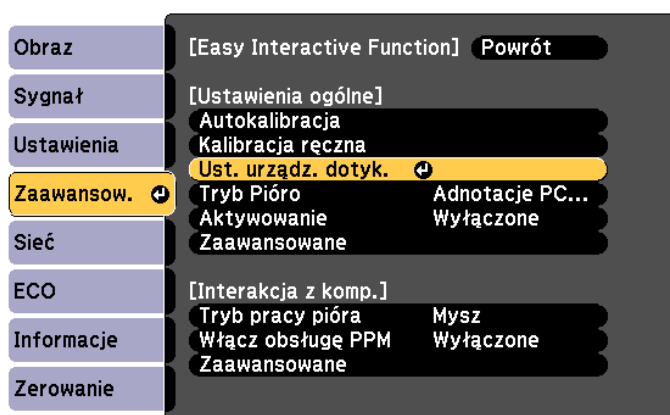 Obraz
Sygnał
Ustawienia
Zaawansow.
Sieć
ECO
Informacje
Zerowanie
[Easy Interactive Function] Powrót
[Ustawienia ogólne]
Autokalibracja
Kalibracja ręczna
Ust. urządz. dotyk.
Tryb Pióro Adnotacje PC...
Aktywowanie Wyłączone
Zaawansowane
[Interakcja z komp.]
Tryb pracy pióra Mysz
Włącz obsługę PPM Wyłączone
Zaawansowane